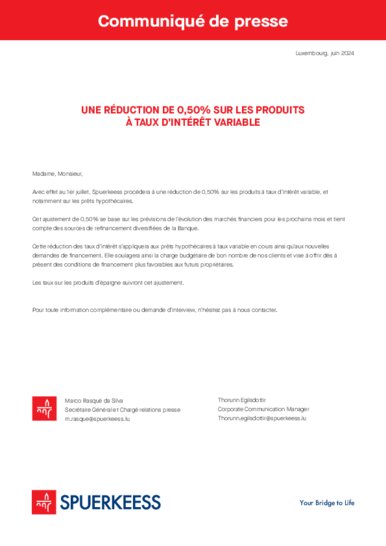 Communiqué de presse
Luxembourg, juin 2024
UNE RÉDUCTION DE 0,50% SUR LES PRODUITS
À TAUX D'INTÉRÊT VARIABLE
Madame, Monsieur,
Avec effet au 1er juillet, Spuerkeess procédera à une réduction de 0,50% sur les produits à taux d'intérêt variable, et
notamment sur les prêts hypothécaires.
Cet ajustement de 0,50% se base sur les prévisions de l'évolution des marchés financiers pour les prochains mois et tient
compte des sources de refinancement diversifiées de la Banque.
Cette réduction des taux d'intérêt s'appliquera aux prêts hypothécaires à taux variable en cours ainsi qu'aux nouvelles
demandes de financement. Elle soulagera ainsi la charge budgétaire de bon nombre de nos clients et vise à offrir dès à
présent des conditions de financement plus favorables aux futurs propriétaires.
Les taux sur les produits d'épargne suivront cet ajustement.
Pour toute information complémentaire ou demande d'interview, n'hésitez pas à nous contacter.
Marco Rasqué da Silva
Secrétaire Général et Chargé relations presse
m.rasque@spuerkeess.lu
Thorunn Egilsdottir
Corporate Communication Manager
Thorunn.egilsdottir@spuerkeess.lu
SPUERKEESS
Your Bridge to Life